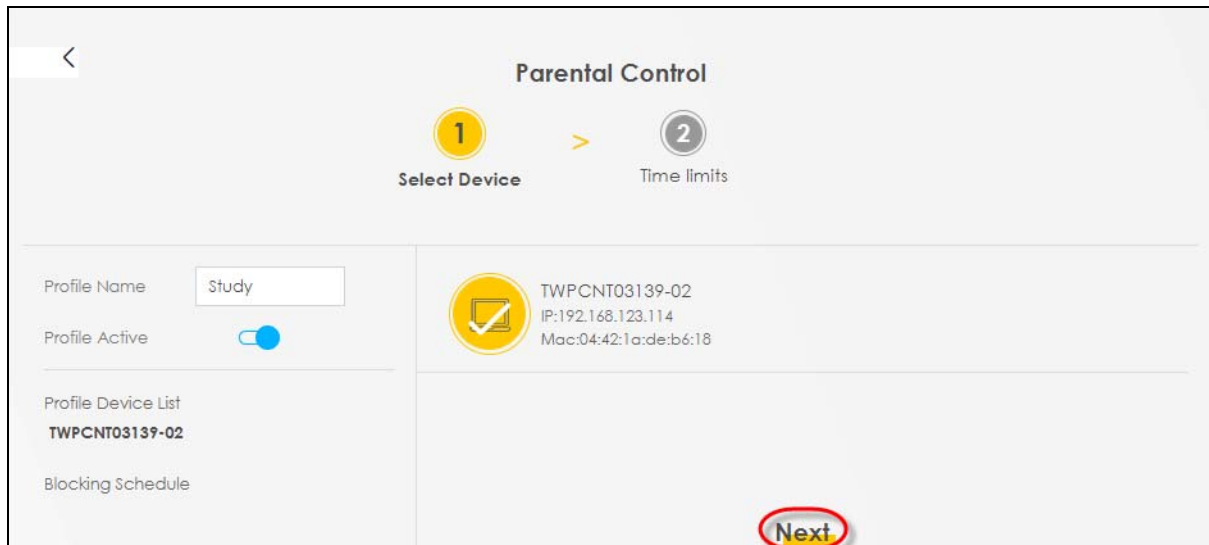 Parental Control
1 > 2
Select Device Time limits
Profile Name Study
Profile Active
Profile Device List
TWPCNT03139-02
Blocking Schedule
TWPCNT03139-02
IP:192.168.123.114
Mac:04:42:1a:de:b6:18
Next